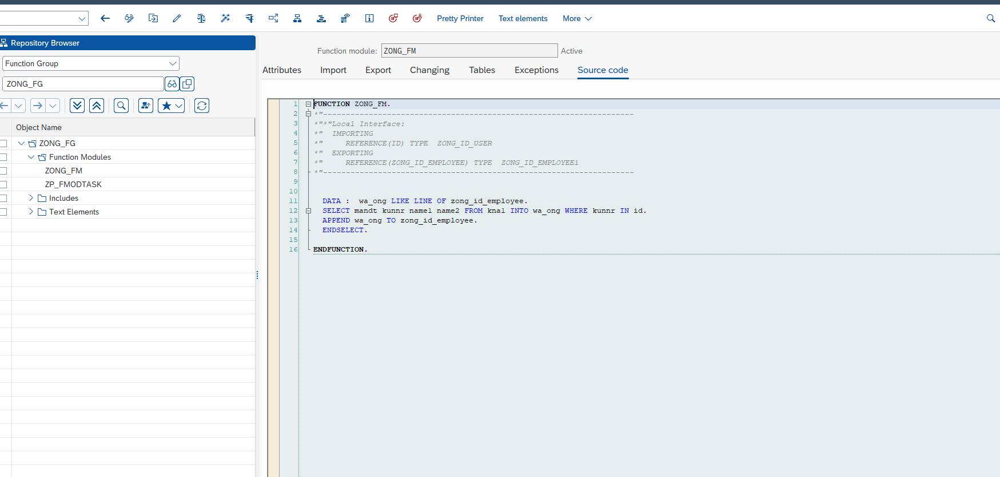 Pretty Printer
Text elements
More
Repository Browser
Function Group
ZONG_FG
Object Name
ZONG_FG
Function Modules
ZONG_FM
ZP_FMODTASK
Includes
Text Elements
Function module: ZONG_FM Active
Attributes Import Export Changing Tables Exceptions Source code
1 FUNCTION ZONG_FM.
2 *"----------------------------------------------------------------------
3 *"*"Local Interface:
4 *"  IMPORTING
5 *"     REFERENCE(ID) TYPE  ZONG_ID_USER
6 *"  EXPORTING
7 *"     REFERENCE(ZONG_ID_EMPLOYEE) TYPE  ZONG_ID_EMPLOYEE1
8 *"----------------------------------------------------------------------
9
10
11   DATA :  wa_ong LIKE LINE OF zong_id_employee.
12   SELECT mandt kunnr name1 name2 FROM kna1 INTO wa_ong WHERE kunnr IN id.
13   APPEND wa_ong TO zong_id_employee.
14   ENDSELECT.
15
16 ENDFUNCTION.